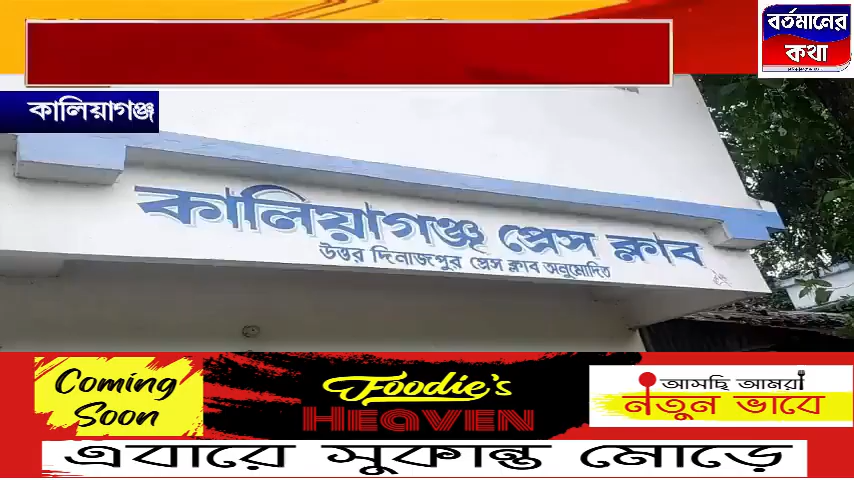 বর্তমানের
কথা
কালিয়াগঞ্জ
কালিয়াগঞ্জ প্রেস ক্লাব
উত্তর দিনাজপুর প্রেস ক্লাব অনুমোদিত
Coming
Soon
Foodie's
HEAVEN
আসছি আমরা
নতুন ভাবে
এবারে সুকান্ত মোড়ে